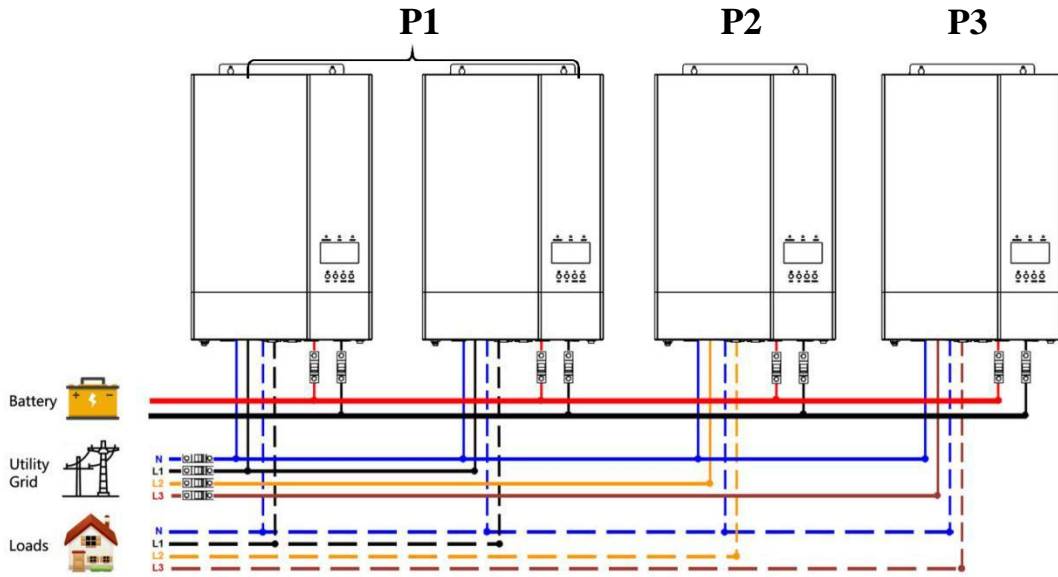 P1 P2 P3
Battery
+ -
Utility
Grid
N
L1
L2
L3
Loads
N
L1
L2
L3